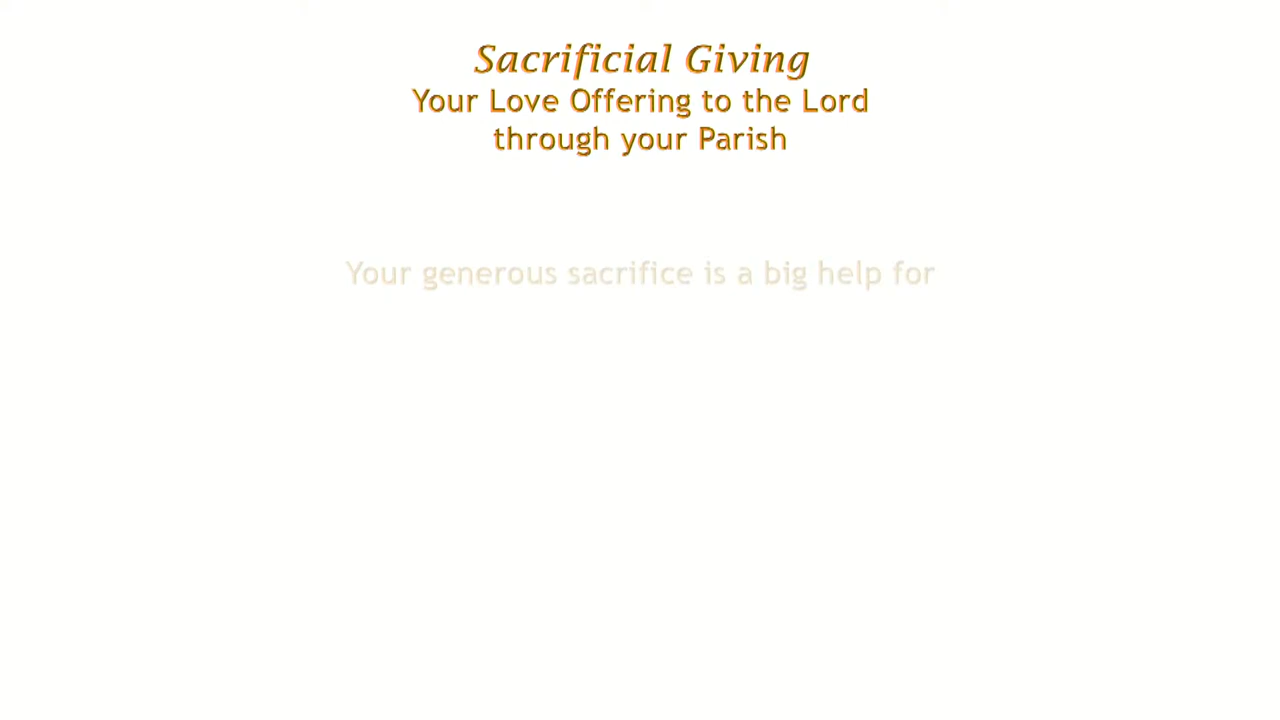 Sacrificial Giving
Your Love Offering to the Lord
through your Parish
Your generous sacrifice is a big help for